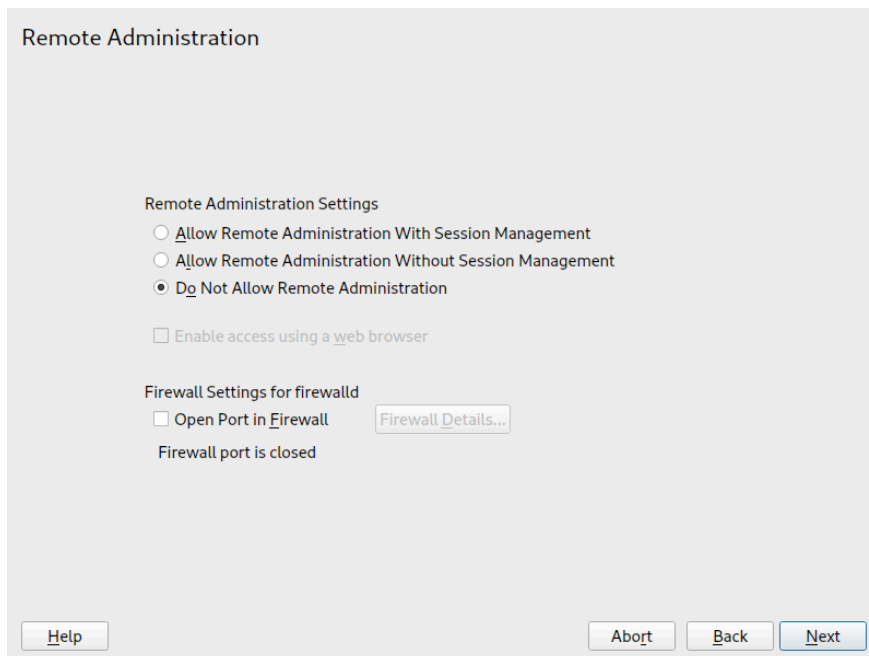 Remote Administration
Remote Administration Settings
Allow Remote Administration With Session Management
Allow Remote Administration Without Session Management
Do Not Allow Remote Administration
Enable access using a web browser
Firewall Settings for firewalld
Open Port in Firewall Firewall Details...
Firewall port is closed
Help Abort Back Next